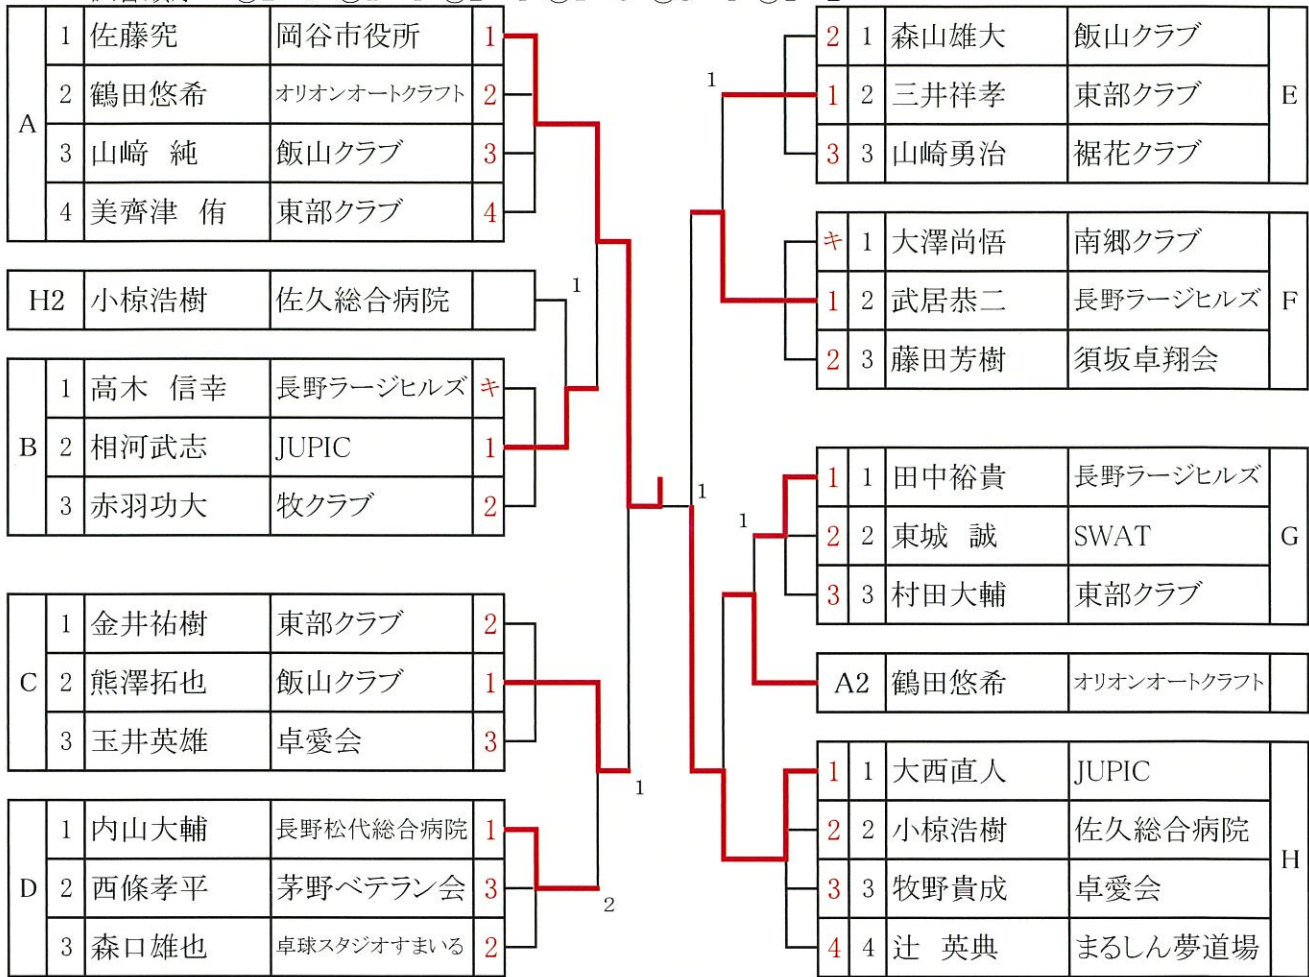 A
1 佐藤究 岡谷市役所 1
2 鶴田悠希 オリオンオートクラフト 2
3 山﨑 純 飯山クラブ 3
4 美齊津 侑 東部クラブ 4
H2 小椋浩樹 佐久総合病院
1
B
1 高木 信幸 長野ラージヒルズ キ
2 相河武志 JUPIC 1
3 赤羽功大 牧クラブ 2
C
1 金井祐樹 東部クラブ 2
2 熊澤拓也 飯山クラブ 1
3 玉井英雄 卓愛会 3
1
D
1 内山大輔 長野松代総合病院 1
2 西條孝平 茅野ベテラン会 3
3 森口雄也 卓球スタジオすまいる 2
2
1
1
2 1 森山雄大 飯山クラブ
1 2 三井祥孝 東部クラブ
3 3 山崎勇治 裾花クラブ
E
キ 1 大澤尚悟 南郷クラブ
1 2 武居恭二 長野ラージヒルズ
2 3 藤田芳樹 須坂卓翔会
F
1
1 1 田中裕貴 長野ラージヒルズ
2 2 東城 誠 SWAT
3 3 村田大輔 東部クラブ
G
A2 鶴田悠希 オリオンオートクラフト
1 1 大西直人 JUPIC
2 2 小椋浩樹 佐久総合病院
3 3 牧野貴成 卓愛会
4 4 辻 英典 まるしん夢道場
H